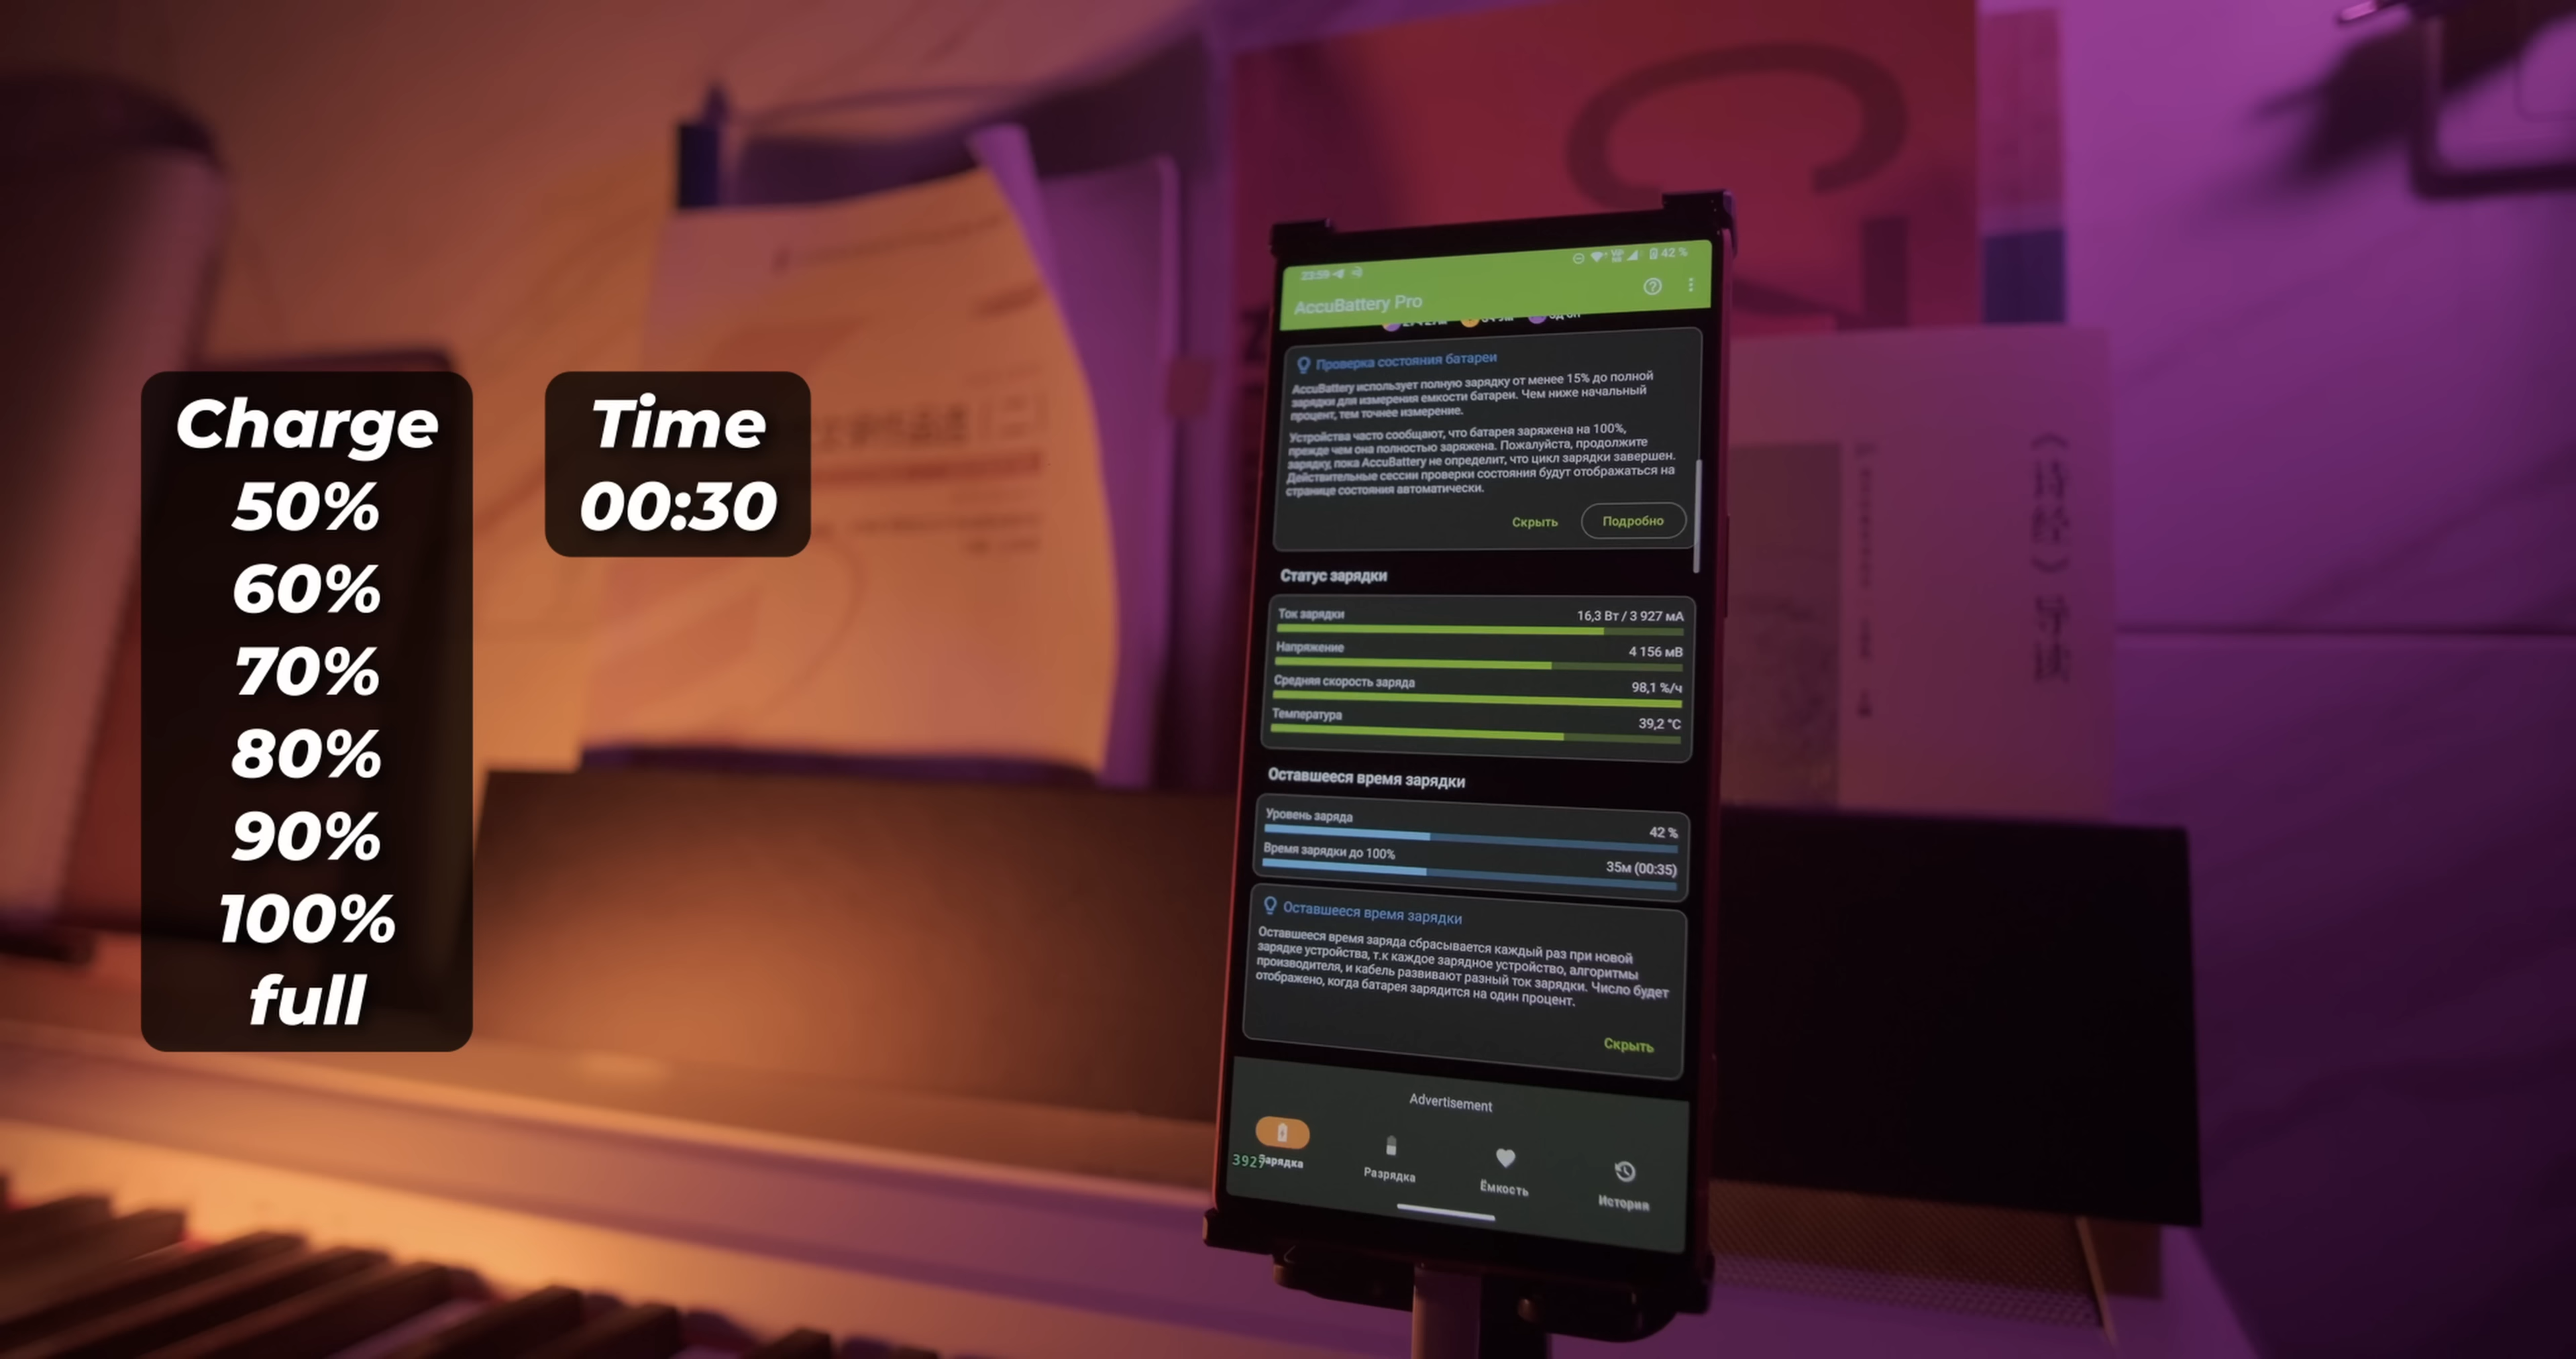 Charge
50%
60%
70%
80%
90%
100%
full
Time
00:30
23:59
42 %
AccuBattery Pro
Проверка состояния батареи
AccuBattery использует полную зарядку от менее 15% до полной
зарядки для измерения емкости батареи. Чем ниже начальный
процент, тем точнее измерение.
Устройства часто сообщают, что батарея заряжена на 100%,
прежде чем она полностью заряжена. Пожалуйста, продолжите
зарядку, пока AccuBattery не определит, что цикл зарядки завершен.
Действительные сессии проверки состояния будут отображаться на
странице состояния автоматически.
Скрыть
Подробно
Статус зарядки
Ток зарядки
16,3 Вт / 3 927 мА
Напряжение
4 156 мВ
Средняя скорость заряда
98,1 %/ч
Температура
39,2 °C
Оставшееся время зарядки
Уровень заряда
42 %
Время зарядки до 100%
35м (00:35)
Оставшееся время зарядки
Оставшееся время заряда сбрасывается каждый раз при новой
зарядке устройства, т.к каждое зарядное устройство, алгоритмы
производителя, и кабель развивают разный ток зарядки. Число будет
отображено, когда батарея зарядится на один процент.
Скрыть
Advertisement
3927
Зарядка
Разрядка
Ёмкость
История